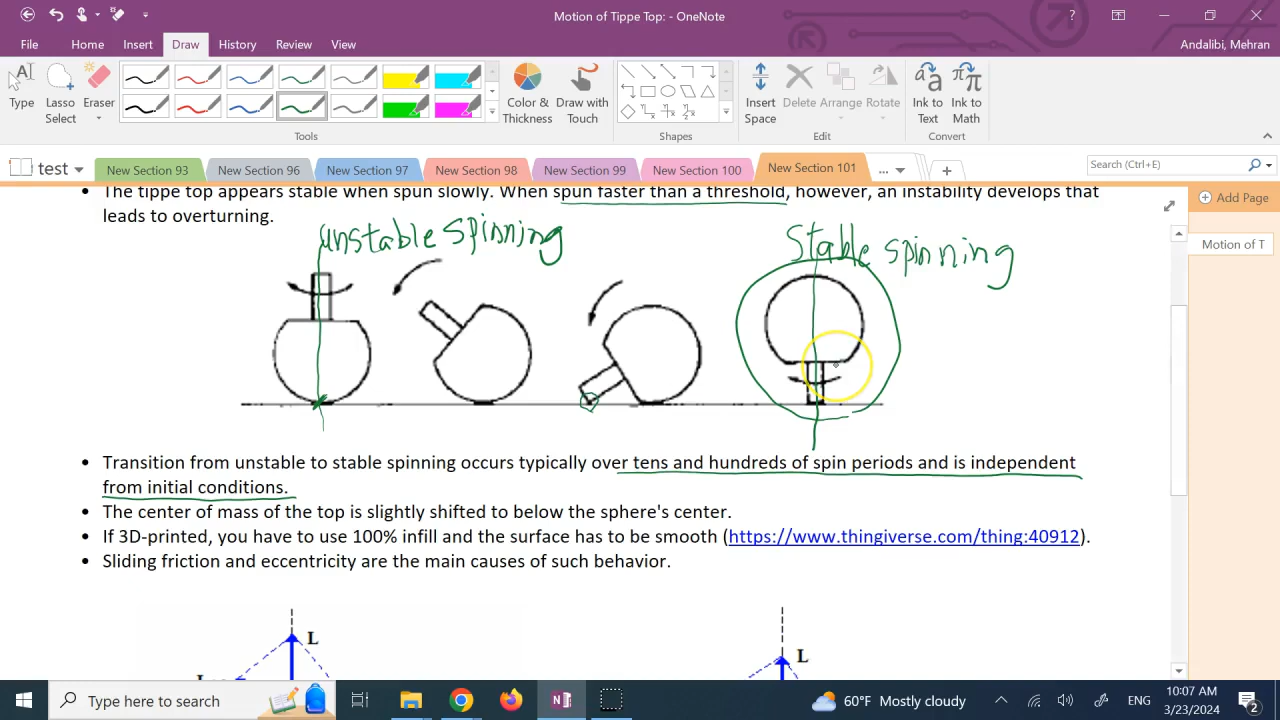 Motion of Tippe Top: - OneNote
?
File Home Insert Draw History Review View
Andalibi, Mehran
Type
Lasso Select
Eraser
Color & Thickness
Draw with Touch
Insert Space
Delete
Arrange
Rotate
Ink to Text
Ink to Math
Tools
Shapes
Edit
Convert
test
New Section 93
New Section 96
New Section 97
New Section 98
New Section 99
New Section 100
New Section 101
...
Search (Ctrl+E)
Add Page
Motion of T
• The tippe top appears stable when spun slowly. When spun faster than a threshold, however, an instability develops that
leads to overturning.
unstable spinning
Stable spinning
• Transition from unstable to stable spinning occurs typically over tens and hundreds of spin periods and is independent
from initial conditions.
• The center of mass of the top is slightly shifted to below the sphere's center.
• If 3D-printed, you have to use 100% infill and the surface has to be smooth (https://www.thingiverse.com/thing:40912).
• Sliding friction and eccentricity are the main causes of such behavior.
L
L
Type here to search
60°F Mostly cloudy
ENG
10:07 AM
3/23/2024
2